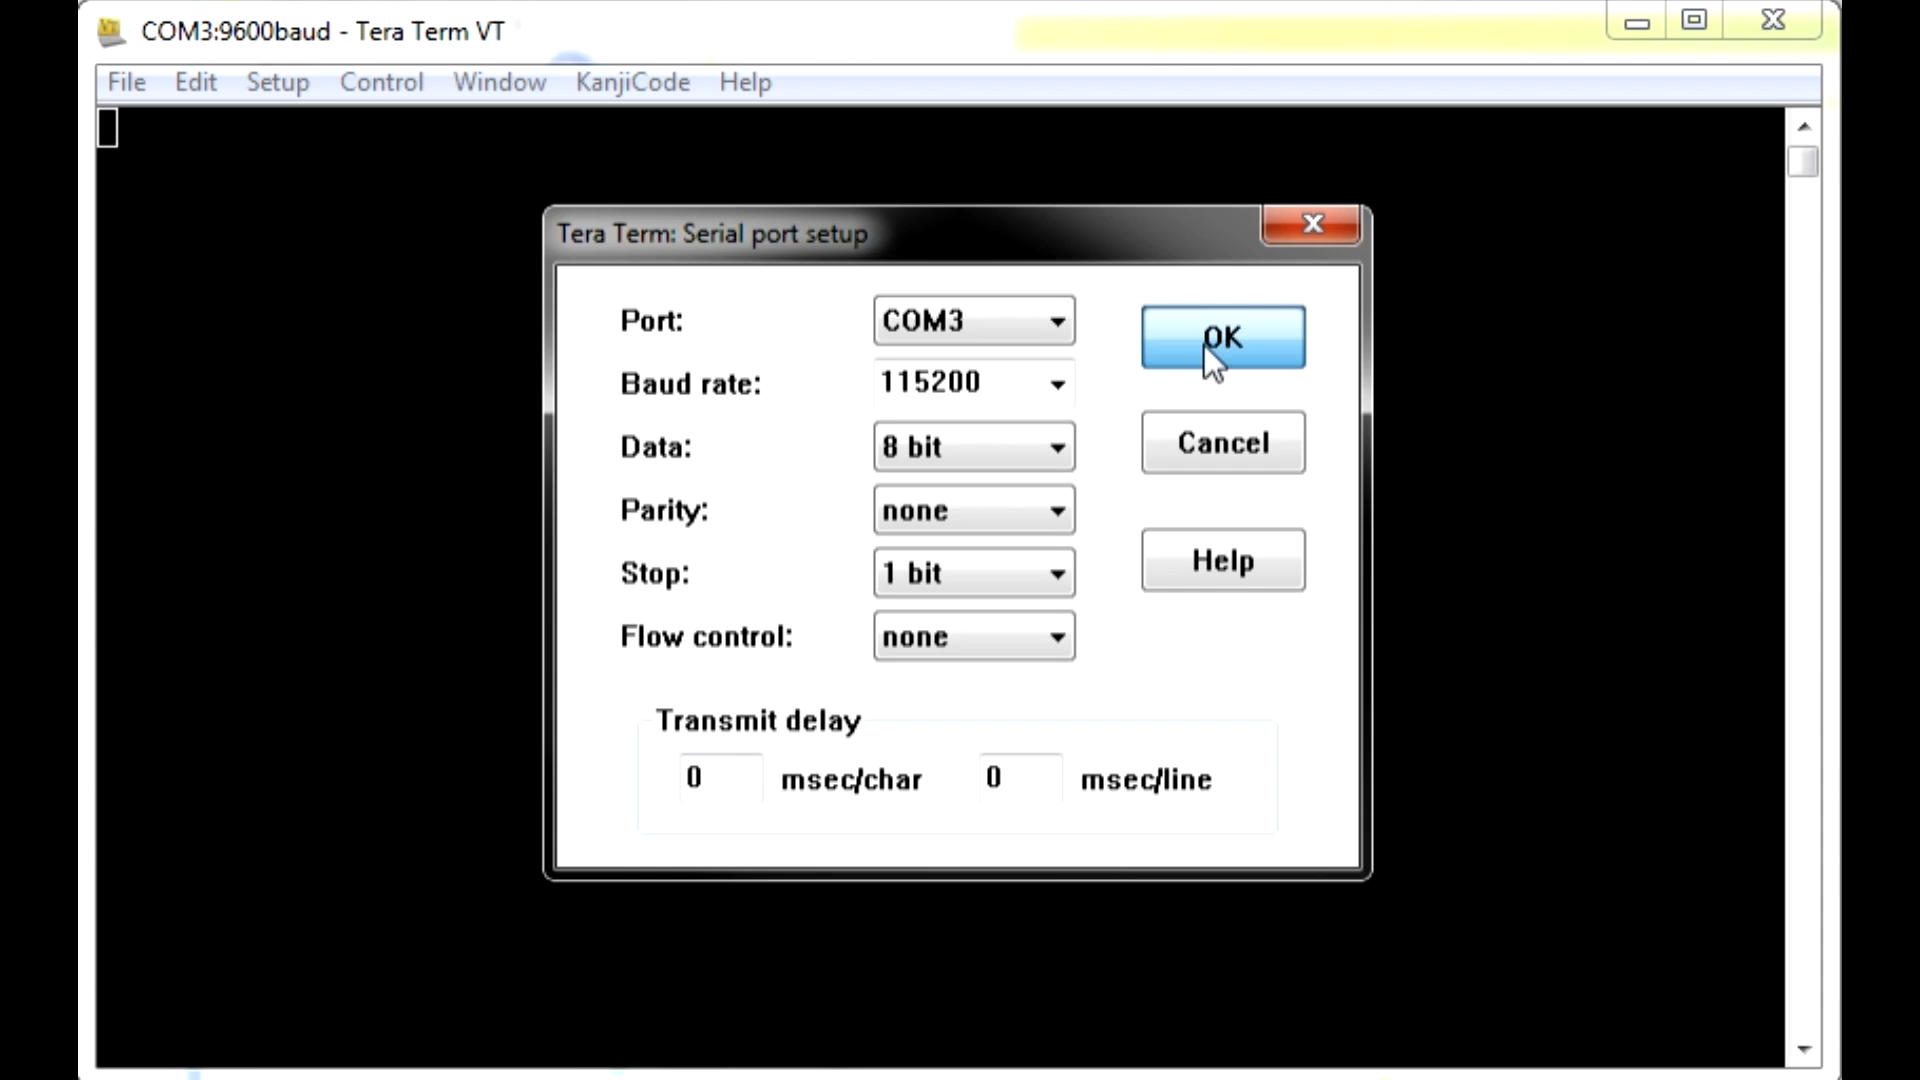 COM3:9600baud - Tera Term VT
File Edit Setup Control Window KanjiCode Help
Tera Term: Serial port setup
Port: COM3 OK
Baud rate: 115200
Data: 8 bit Cancel
Parity: none
Stop: 1 bit Help
Flow control: none
Transmit delay
0 msec/char 0 msec/line